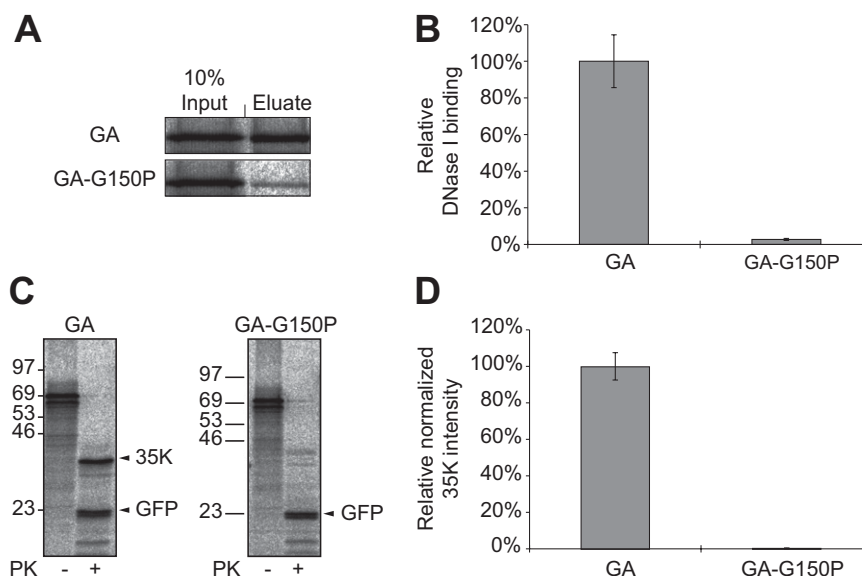 A
10%
Input
Eluate
GA
GA-G150P
B
Relative
DNase I binding
120%
100%
80%
60%
40%
20%
0%
GA
GA-G150P
C
GA
97
69
53
46
23
35K
GFP
PK - +
GA-G150P
97
69
53
46
23
GFP
PK - +
D
Relative normalized
35K intensity
120%
100%
80%
60%
40%
20%
0%
GA
GA-G150P